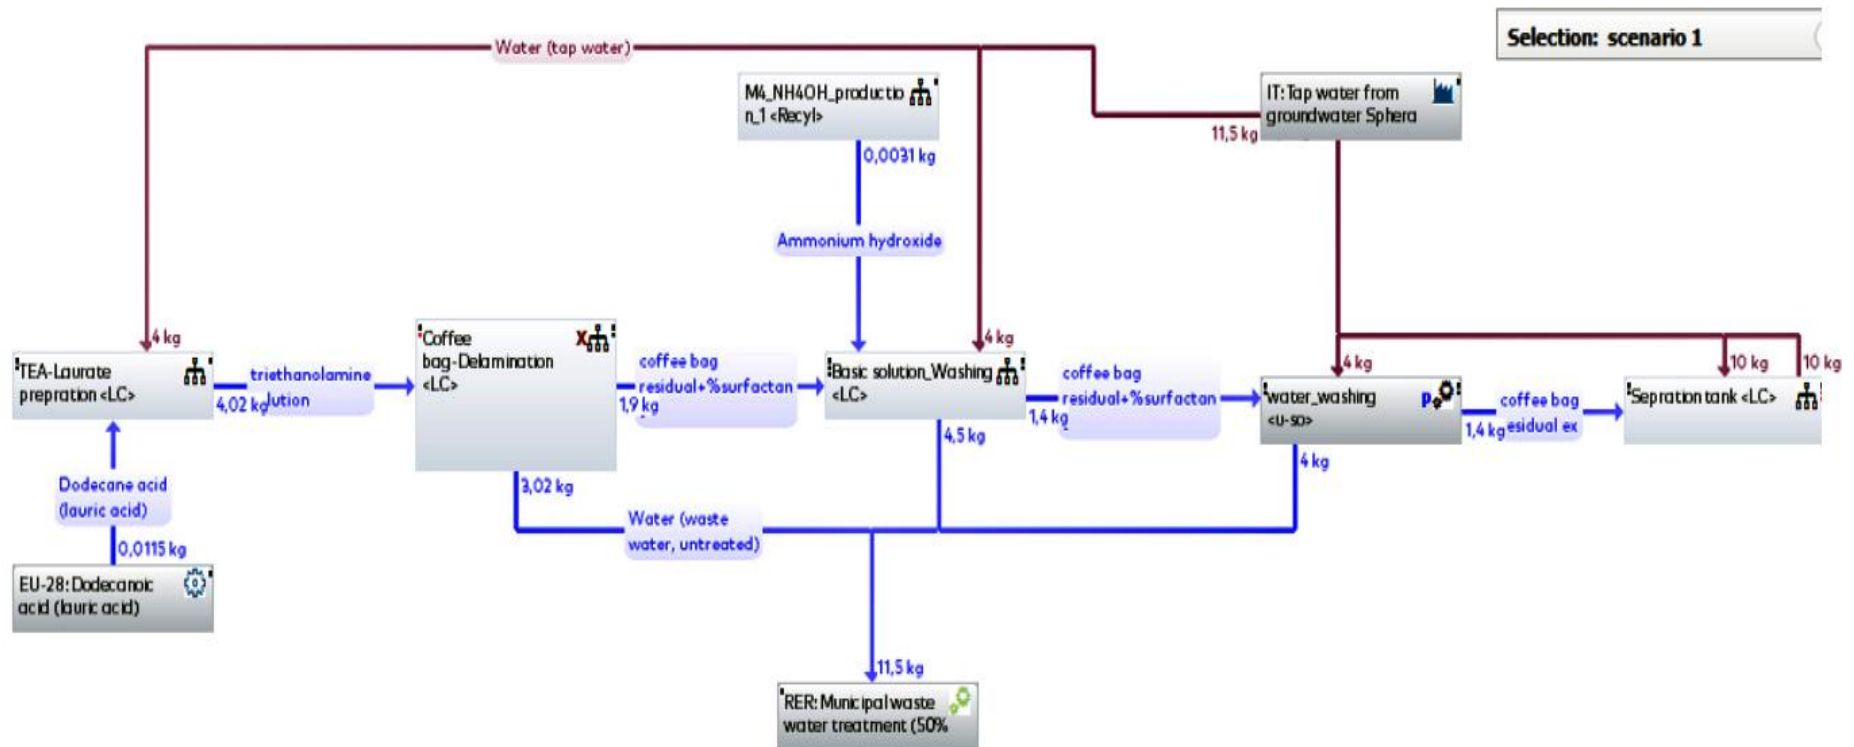 Selection: scenario 1
Water (tap water)
M4_NH4OH_productio
n_1 <Recyl>
IT: Tap water from
groundwater Sphera
11,5 kg
0,0031 kg
Ammonium hydroxide
4 kg
TEA-Laurate
prepration <LC>
triethanolamine
lution
4,02 kg
Coffee
bag-Delamination
<LC>
coffee bag
residual+%surfactan
1,9 kg
4 kg
Basic solution_Washing
<LC>
coffee bag
residual+%surfactan
1,4 kg
4 kg
water_washing
p
<u-so>
coffee bag
esidual ex
1,4 kg
10 kg
10 kg
Sepration tank <LC>
Dodecane acid
(lauric acid)
0,0115 kg
EU-28: Dodecanoic
acid (lauric acid)
3,02 kg
4,5 kg
4 kg
Water (waste
water, untreated)
11,5 kg
RER: Municipal waste
water treatment (50%